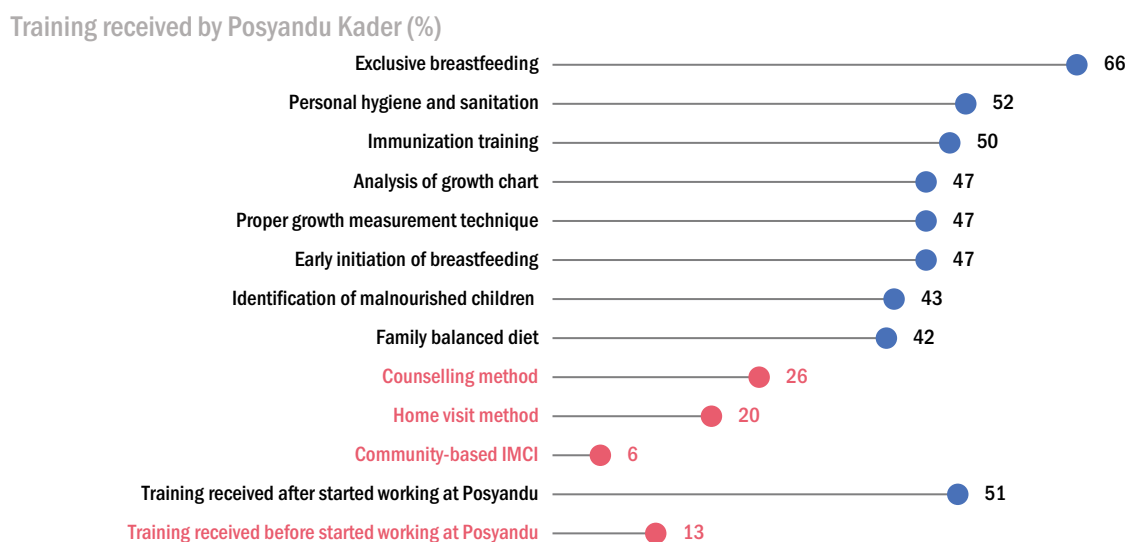 Training received by Posyandu Kader (%)
Exclusive breastfeeding 66
Personal hygiene and sanitation 52
Immunization training 50
Analysis of growth chart 47
Proper growth measurement technique 47
Early initiation of breastfeeding 47
Identification of malnourished children 43
Family balanced diet 42
Counselling method 26
Home visit method 20
Community-based IMCI 6
Training received after started working at Posyandu 51
Training received before started working at Posyandu 13